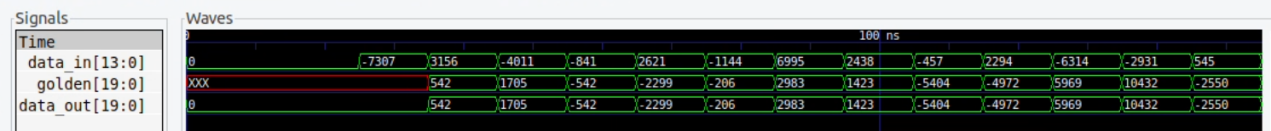 Signals Waves
Time 0 100 ns
data_in[13:0] 0 -7307 3156 -4011 -841 2621 -1144 6995 2438 -457 2294 -6314 -2931 545
golden[19:0] XXX 542 1705 -542 -2299 -206 2983 1423 -5404 -4972 5969 10432 -2550
data_out[19:0] 0 542 1705 -542 -2299 -206 2983 1423 -5404 -4972 5969 10432 -2550